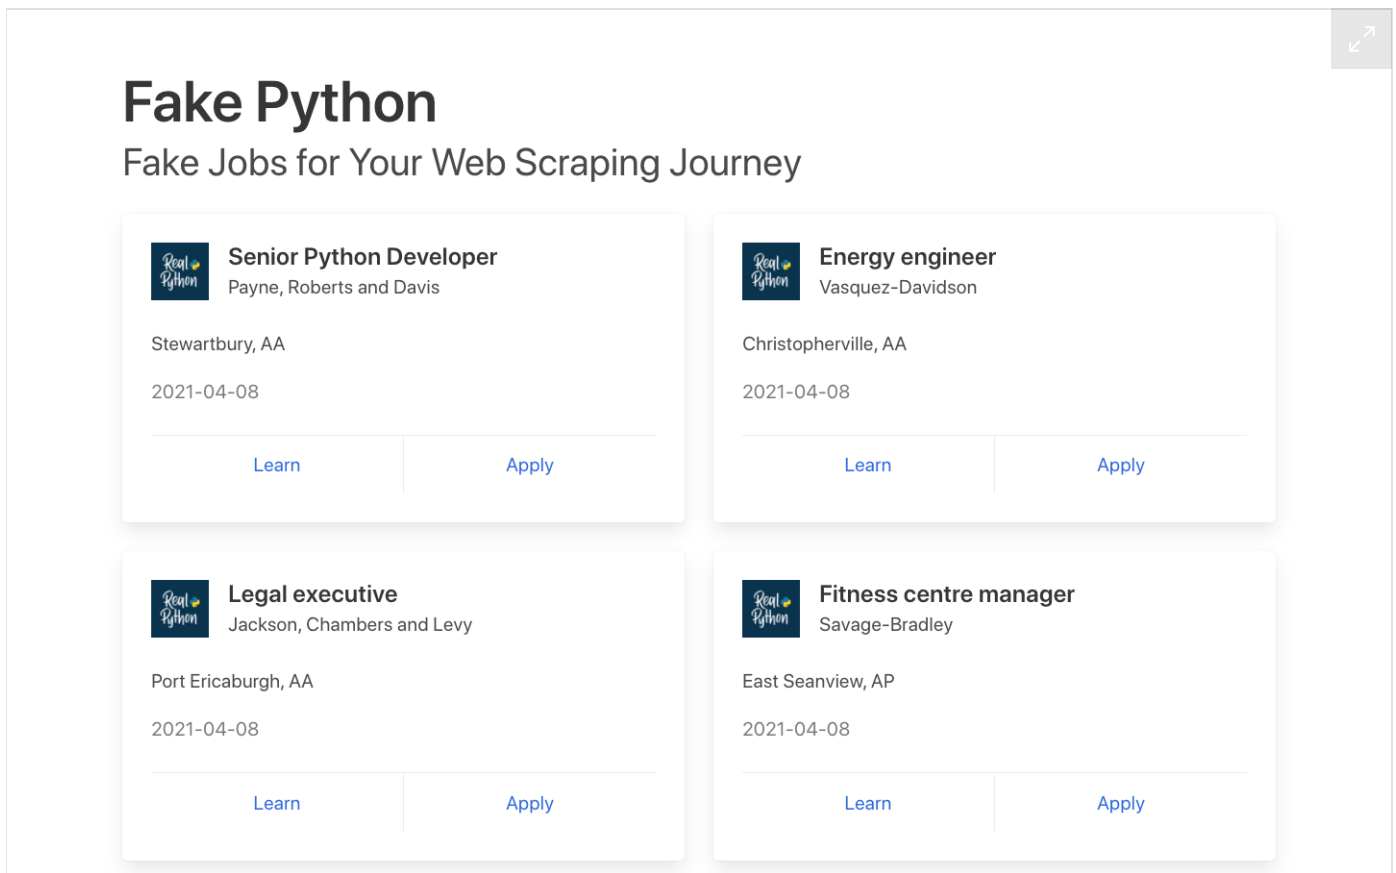 Fake Python
Fake Jobs for Your Web Scraping Journey
Real
Python
Senior Python Developer
Payne, Roberts and Davis
Stewartbury, AA
2021-04-08
Learn
Apply
Real
Python
Energy engineer
Vasquez-Davidson
Christopherville, AA
2021-04-08
Learn
Apply
Real
Python
Legal executive
Jackson, Chambers and Levy
Port Ericaburgh, AA
2021-04-08
Learn
Apply
Real
Python
Fitness centre manager
Savage-Bradley
East Seanview, AP
2021-04-08
Learn
Apply